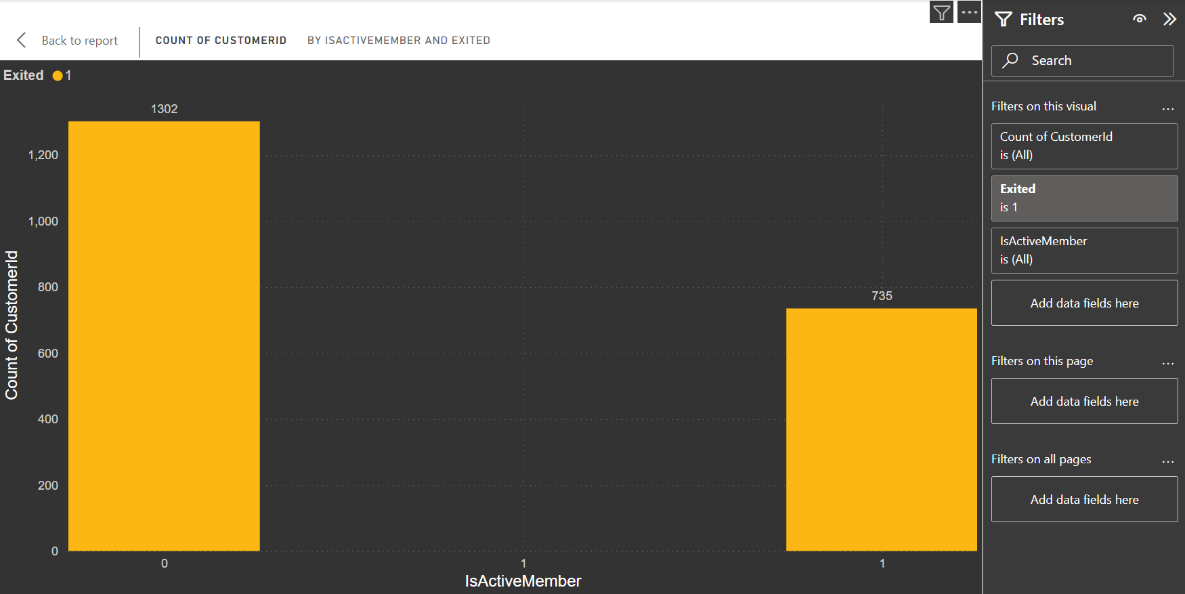 Back to report
COUNT OF CUSTOMERID
BY ISACTIVEMEMBER AND EXITED
Exited 1
Count of CustomerId
1,200
1,000
800
600
400
200
0
1302
735
0
1
1
IsActiveMember
Filters
Search
Filters on this visual
...
Count of CustomerId
is (All)
Exited
is 1
IsActiveMember
is (All)
Add data fields here
Filters on this page
...
Add data fields here
Filters on all pages
...
Add data fields here